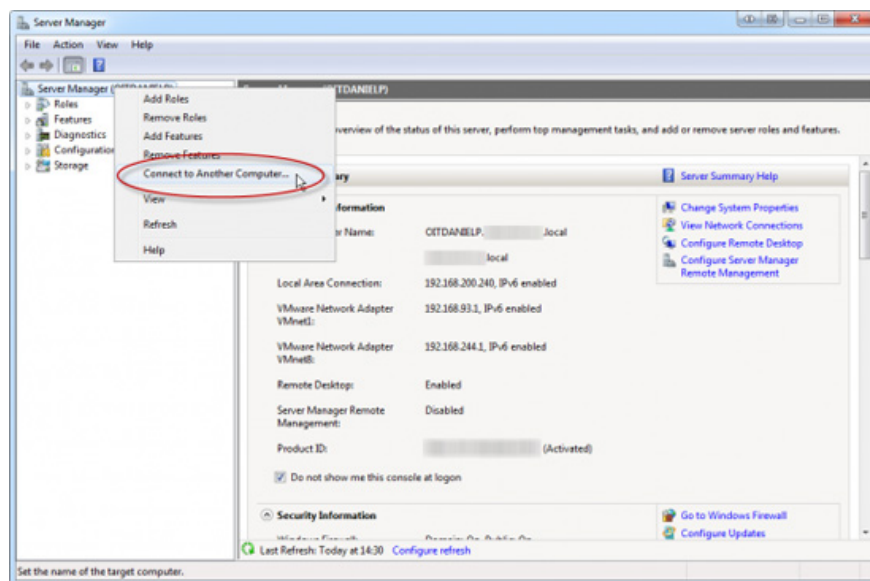 Server Manager
File Action View Help
Server Manager (OITDANIELP)
Roles
Features
Diagnostics
Configuration
Storage
Add Roles
Remove Roles
Add Features
Remove Features
Connect to Another Computer...
View
Refresh
Help
TDANIELP)
overview of the status of this server, perform top management tasks, and add or remove server roles and features.
ary
Server Summary Help
formation
r Name: OITDANIELP. .local
local
Local Area Connection: 192.168.200.240, IPv6 enabled
VMware Network Adapter VMnet1: 192.168.93.1, IPv6 enabled
VMware Network Adapter VMnet8: 192.168.244.1, IPv6 enabled
Remote Desktop: Enabled
Server Manager Remote Management: Disabled
Product ID: (Activated)
Do not show me this console at logon
Change System Properties
View Network Connections
Configure Remote Desktop
Configure Server Manager
Remote Management
Security Information
Go to Windows Firewall
Configure Updates
Last Refresh: Today at 14:30 Configure refresh
Set the name of the target computer.